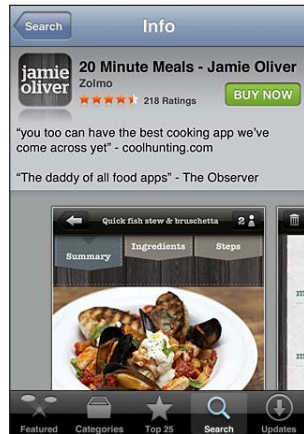 Search
Info
jamie
oliver
20 Minute Meals - Jamie Oliver
Zolmo
218 Ratings
BUY NOW
“you too can have the best cooking app we’ve
come across yet” - coolhunting.com
“The daddy of all food apps” - The Observer
Quick fish stew & bruschetta
2
Summary
Ingredients
Steps
m
m
Featured
Categories
Top 25
Search
Updates